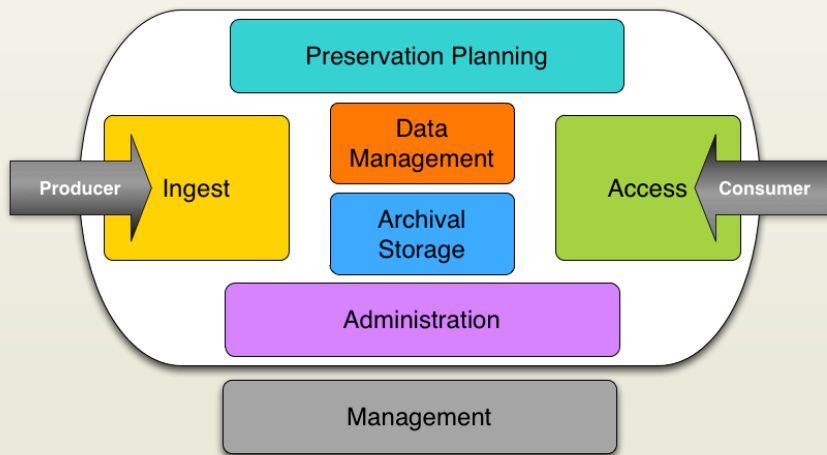 Preservation Planning
Data
Management
Producer
Ingest
Access
Consumer
Archival
Storage
Administration
Management